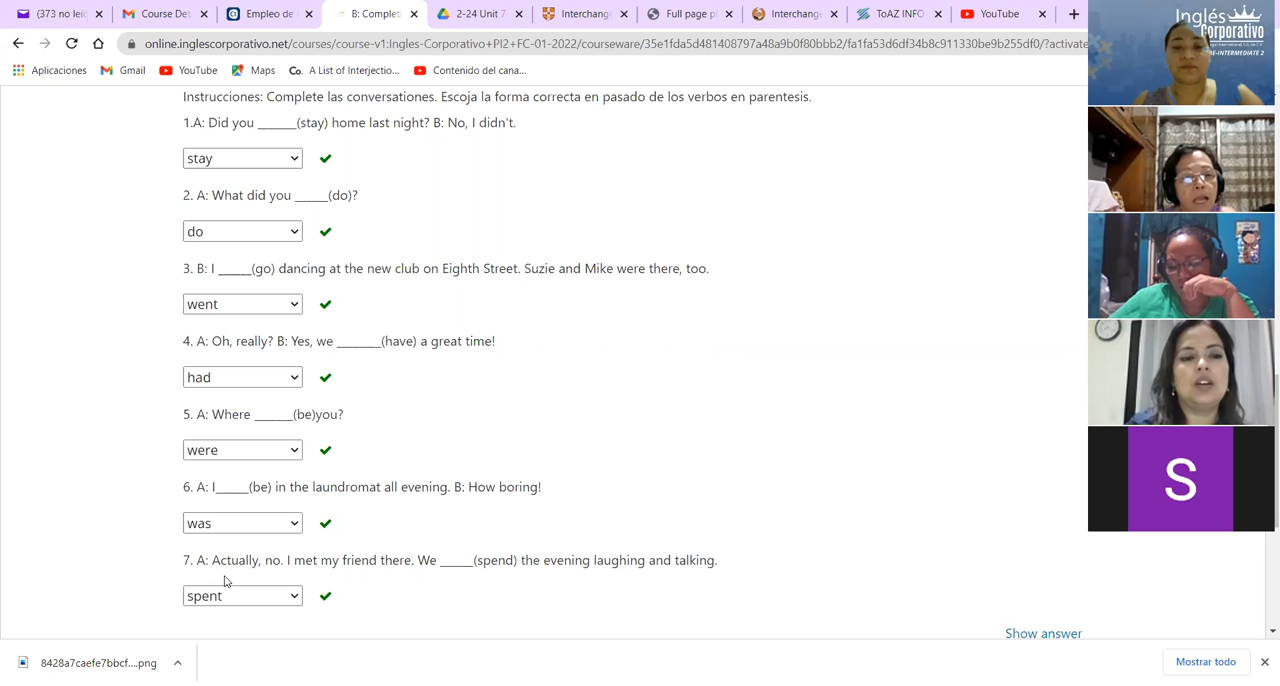 (373 no leíd
Course Det
Empleo de
B: Complet
2-24 Unit 7
Interchange
Full page p
Interchang
ToAZ INFO
YouTube
online.inglescorporativo.net/courses/course-v1:Ingles-Corporativo+PI2+FC-01-2022/courseware/35e1fda5d481408797a48a9b0f80bbb2/fa1fa53d6df34b8c911330be9b255df0/?activate
Aplicaciones Gmail YouTube Maps Co. A List of Interjectio... Contenido del cana...
Inglés
Corporativo
Instrucciones: Complete las conversationes. Escoja la forma correcta en pasado de los verbos en parentesis.
1.A: Did you ______(stay) home last night? B: No, I didn't.
stay
2. A: What did you _____(do)?
do
3. B: I _____(go) dancing at the new club on Eighth Street. Suzie and Mike were there, too.
went
4. A: Oh, really? B: Yes, we _______(have) a great time!
had
5. A: Where ______(be)you?
were
6. A: I_____(be) in the laundromat all evening. B: How boring!
was
7. A: Actually, no. I met my friend there. We _____(spend) the evening laughing and talking.
spent
Show answer
S
8428a7caefe7bbcf....png
Mostrar todo